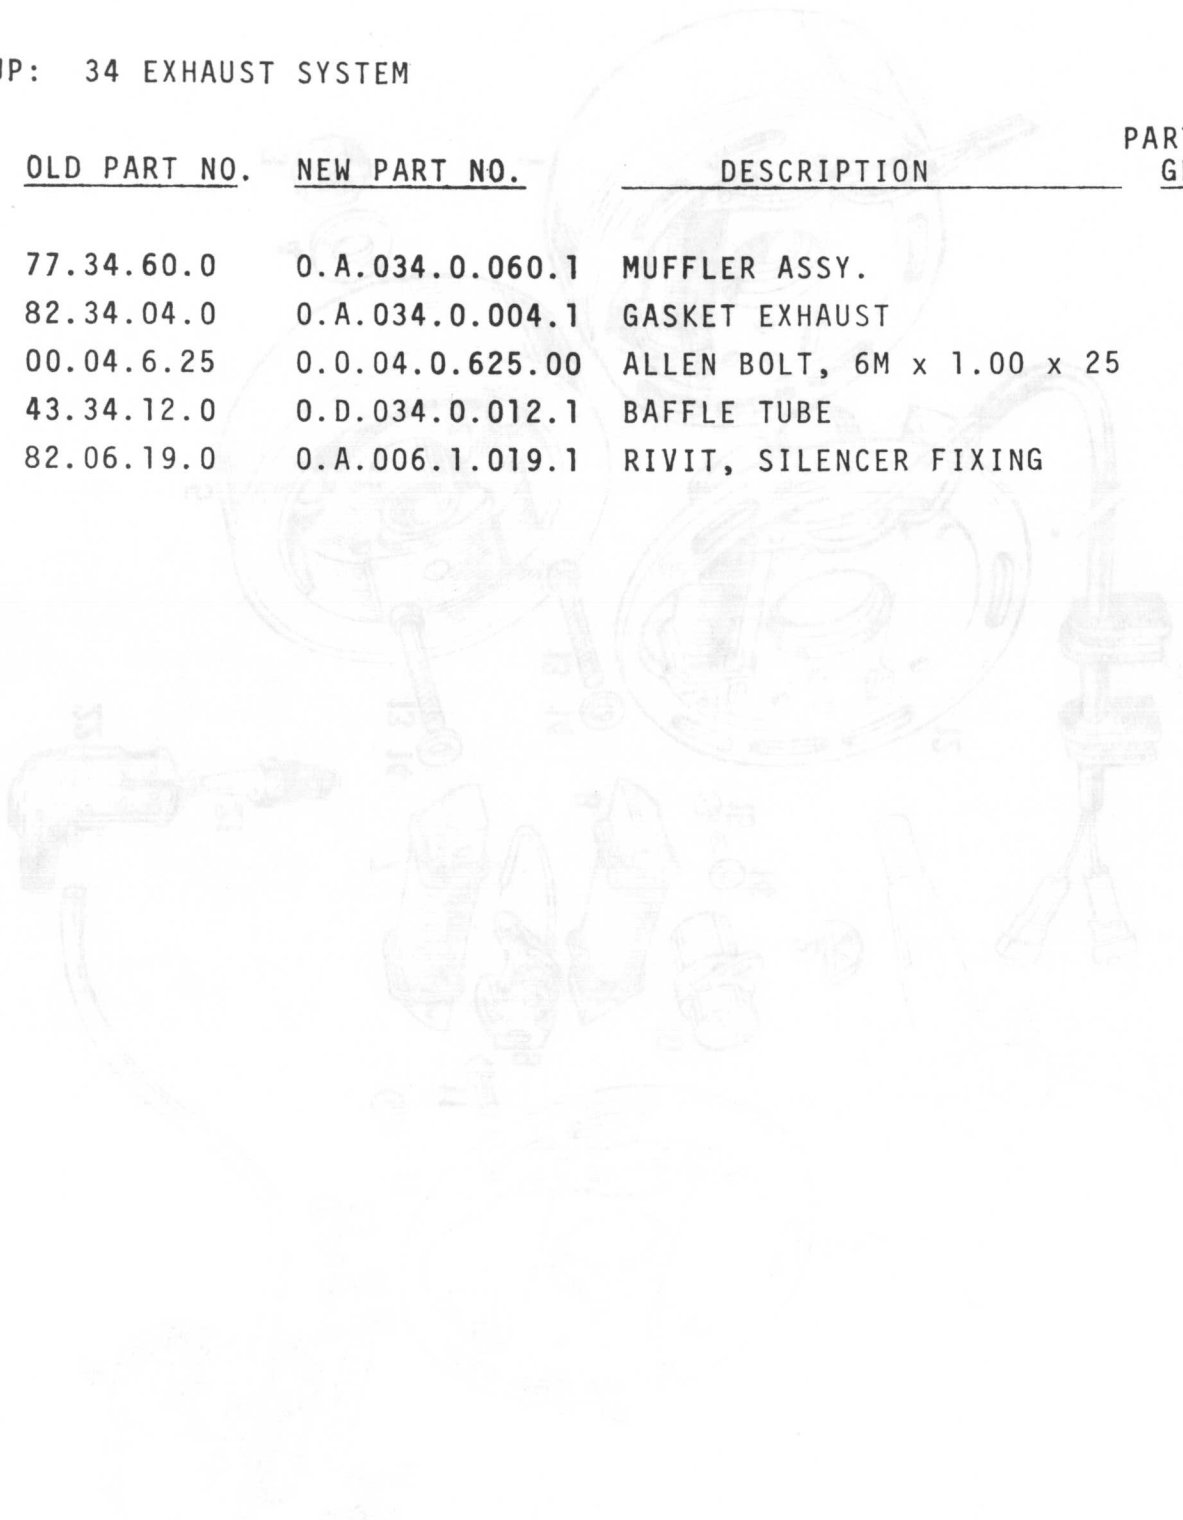 UP: 34 EXHAUST SYSTEM
PAR
OLD PART NO. NEW PART NO. DESCRIPTION G
77.34.60.0 0.A.034.0.060.1 MUFFLER ASSY.
82.34.04.0 0.A.034.0.004.1 GASKET EXHAUST
00.04.6.25 0.0.04.0.625.00 ALLEN BOLT, 6M x 1.00 x 25
43.34.12.0 0.D.034.0.012.1 BAFFLE TUBE
82.06.19.0 0.A.006.1.019.1 RIVIT, SILENCER FIXING